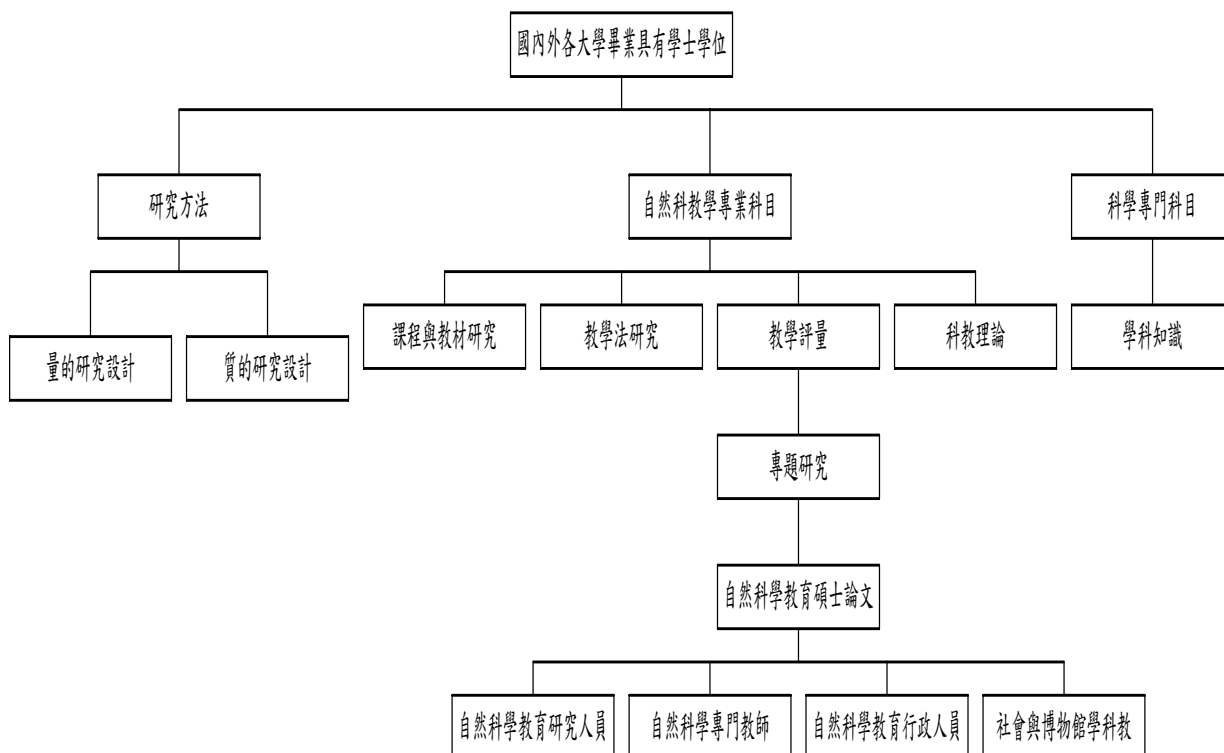 國內外各大學畢業具有學士學位
研究方法
自然科教學專業科目
科學專門科目
課程與教材研究
教學法研究
教學評量
科教理論
學科知識
量的研究設計
質的研究設計
專題研究
自然科學教育碩士論文
自然科學教育研究人員
自然科學專門教師
自然科學教育行政人員
社會與博物館學科教